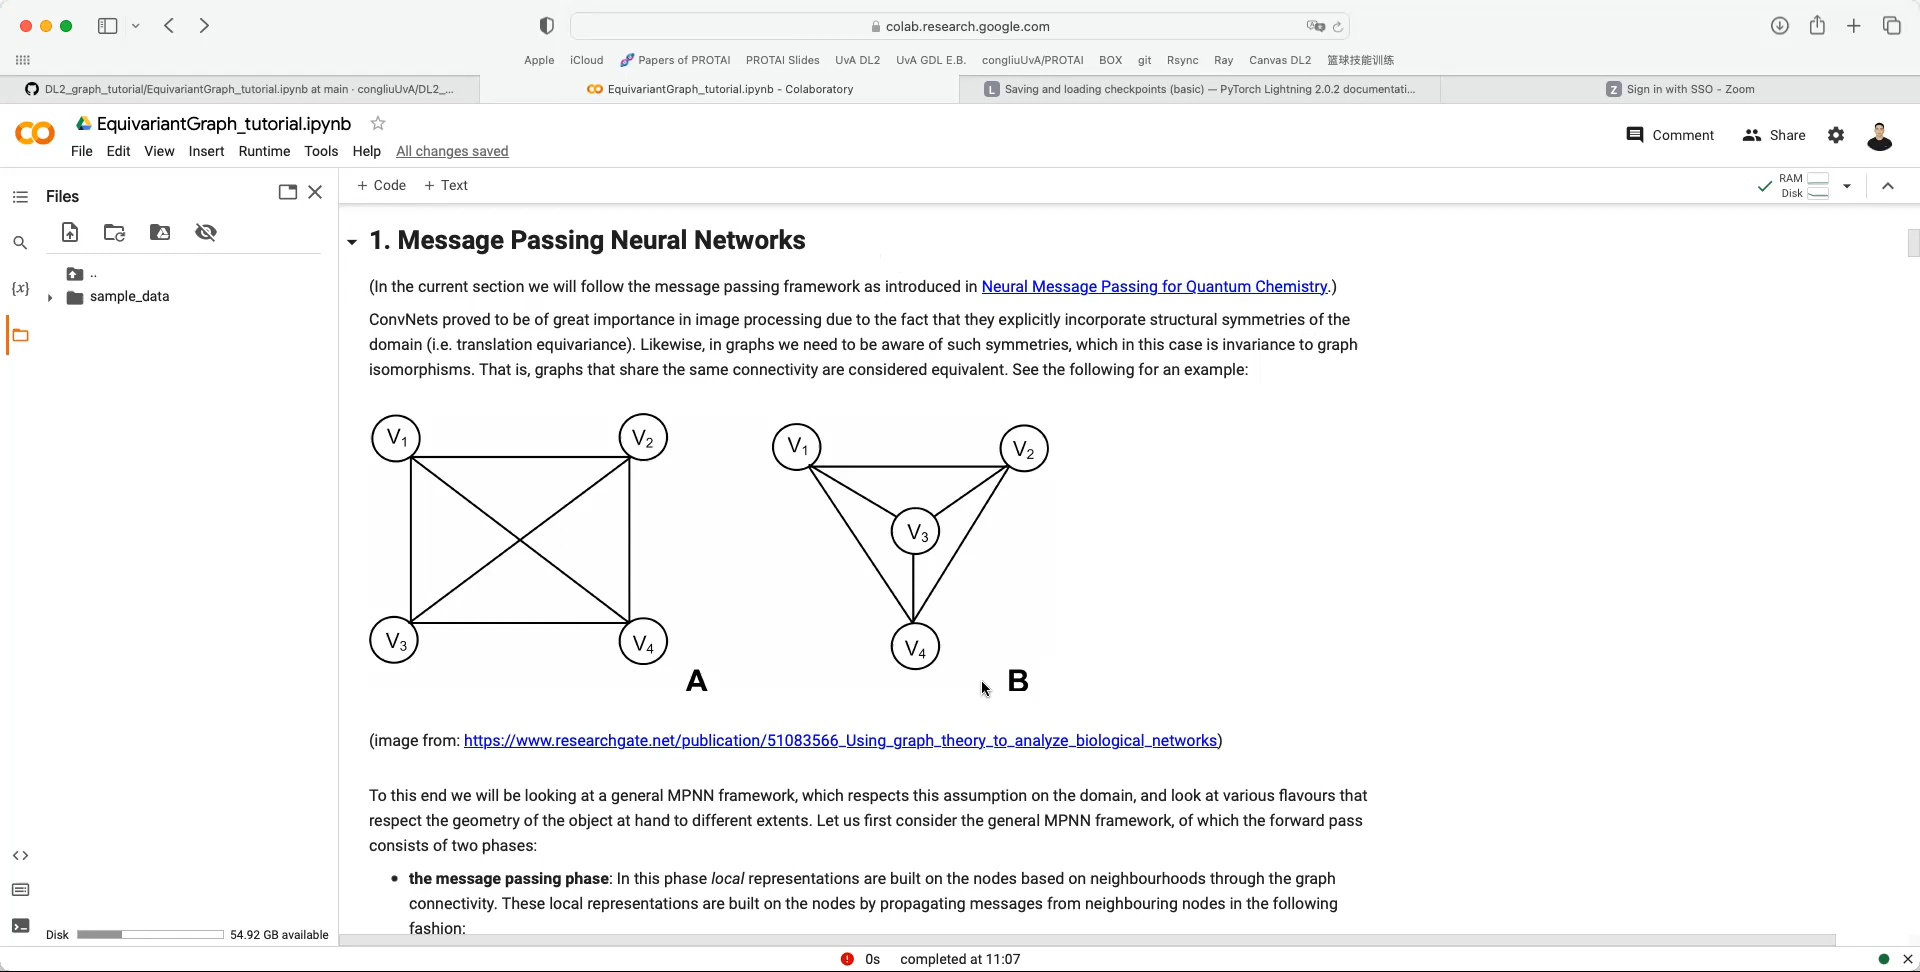 colab.research.google.com
Apple iCloud Papers of PROTAI PROTAI Slides UvA DL2 UvA GDL E.B. congliuUvA/PROTAI BOX git Rsync Ray Canvas DL2 篮球技能训练
DL2_graph_tutorial/EquivariantGraph_tutorial.ipynb at main · congliuUvA/DL2_...
EquivariantGraph_tutorial.ipynb - Colaboratory
L Saving and loading checkpoints (basic) — PyTorch Lightning 2.0.2 documentati...
Z Sign in with SSO - Zoom
EquivariantGraph_tutorial.ipynb
Comment Share
File Edit View Insert Runtime Tools Help All changes saved
Files
+ Code + Text
RAM
Disk
..
{x}
sample_data
1. Message Passing Neural Networks
(In the current section we will follow the message passing framework as introduced in Neural Message Passing for Quantum Chemistry.)
ConvNets proved to be of great importance in image processing due to the fact that they explicitly incorporate structural symmetries of the
domain (i.e. translation equivariance). Likewise, in graphs we need to be aware of such symmetries, which in this case is invariance to graph
isomorphisms. That is, graphs that share the same connectivity are considered equivalent. See the following for an example:
V1 V2
V3 V4
A
V1 V2
V3
V4
B
(image from: https://www.researchgate.net/publication/51083566_Using_graph_theory_to_analyze_biological_networks)
To this end we will be looking at a general MPNN framework, which respects this assumption on the domain, and look at various flavours that
respect the geometry of the object at hand to different extents. Let us first consider the general MPNN framework, of which the forward pass
consists of two phases:
• the message passing phase: In this phase local representations are built on the nodes based on neighbourhoods through the graph
connectivity. These local representations are built on the nodes by propagating messages from neighbouring nodes in the following
fashion:
Disk 54.92 GB available
0s completed at 11:07